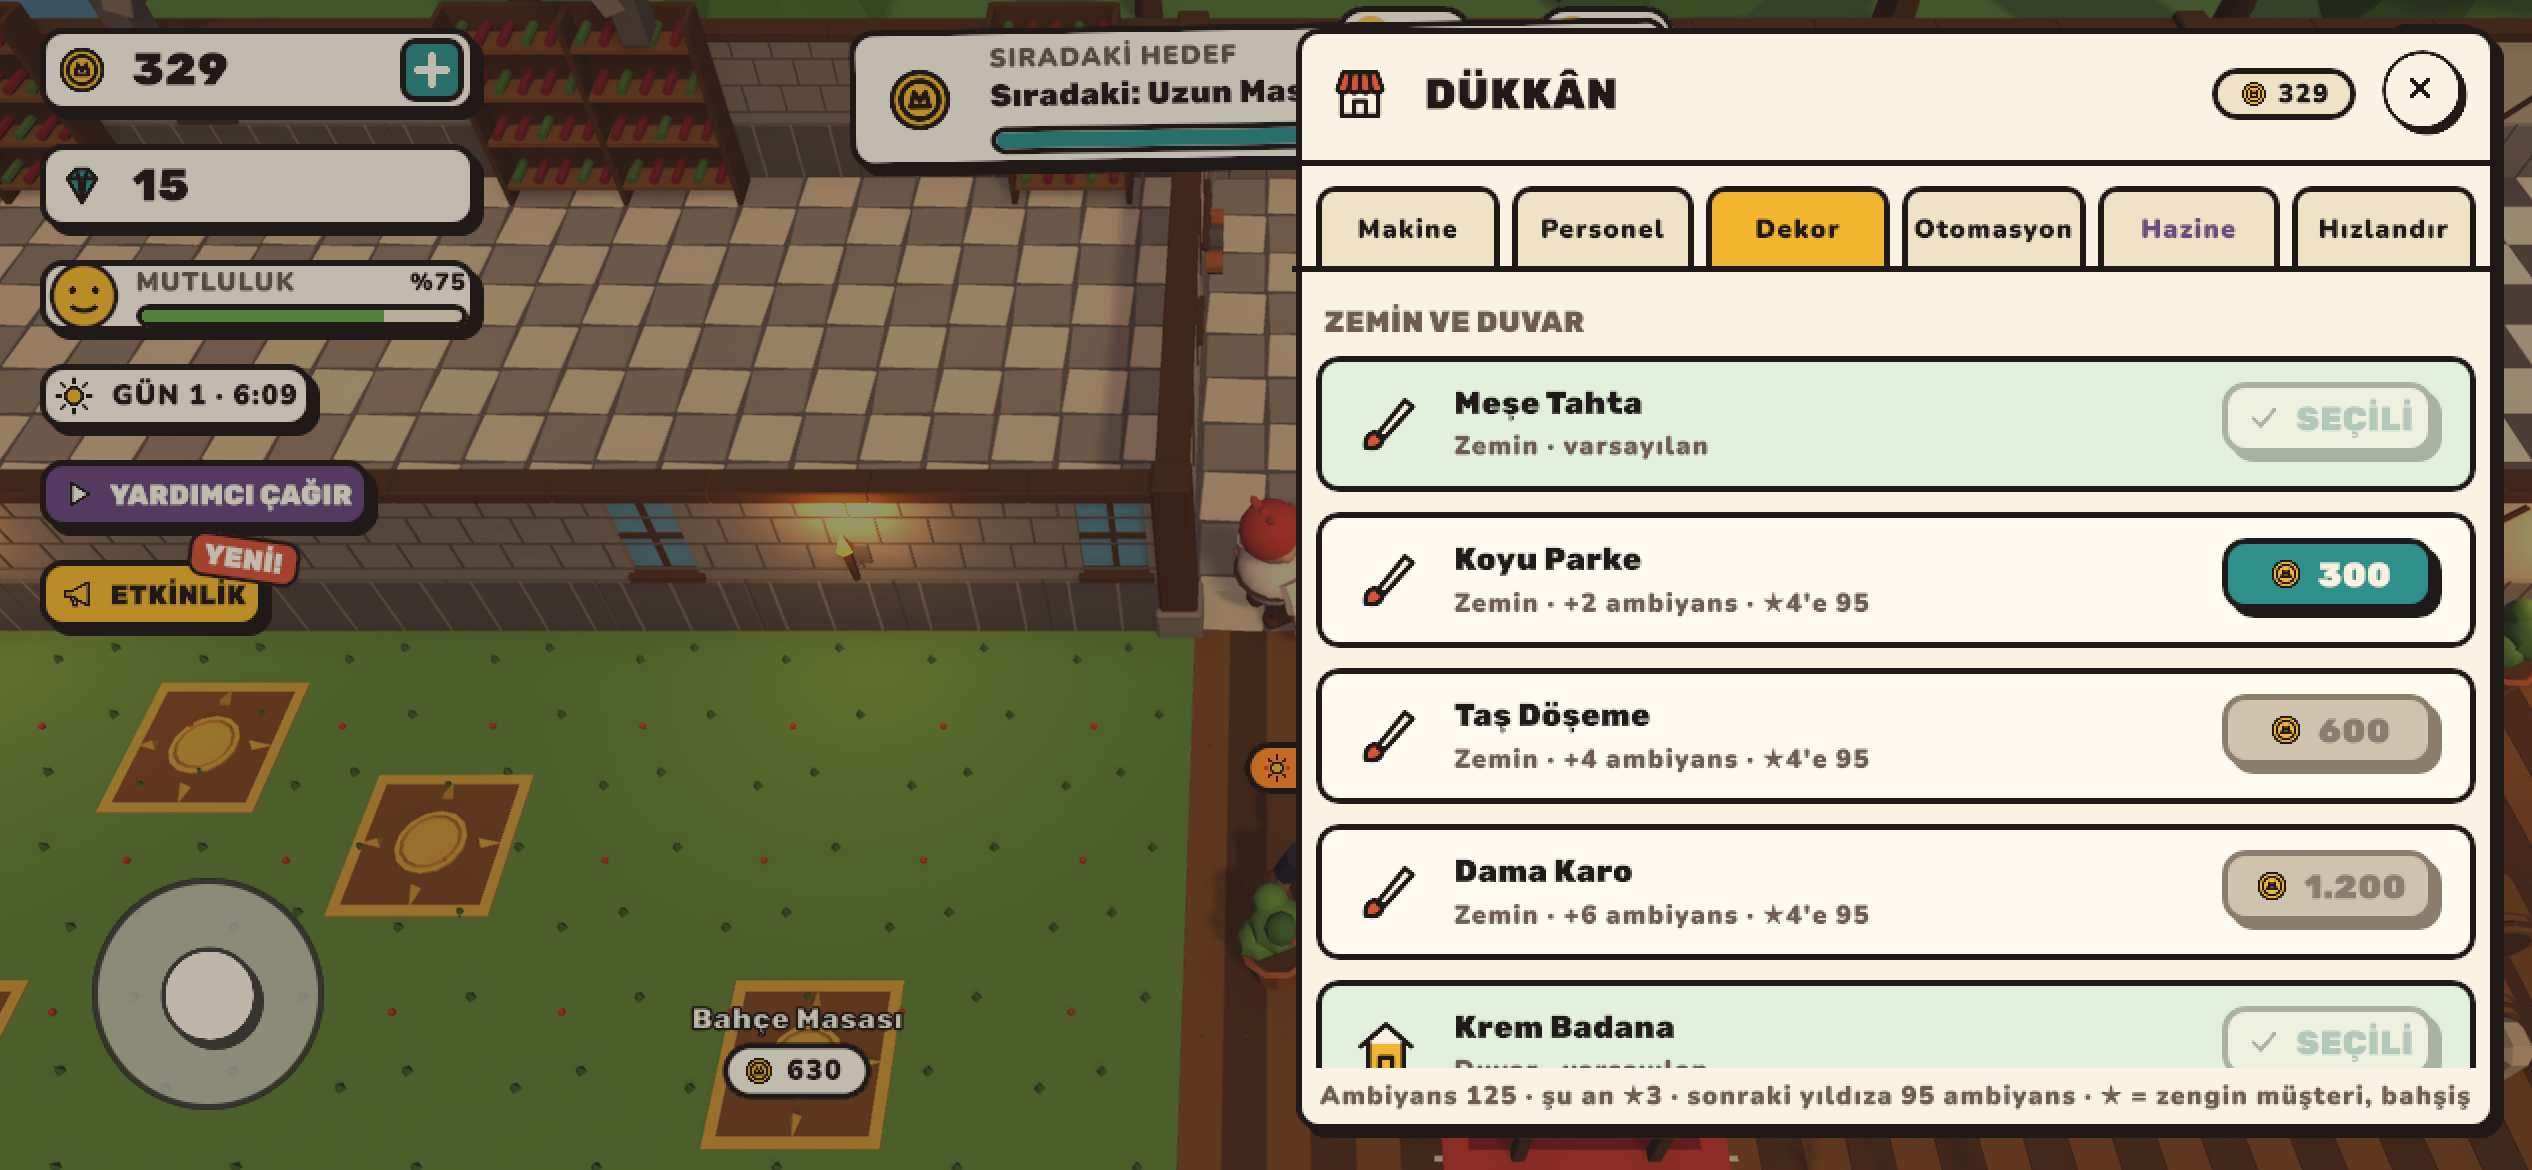 329
15
MUTLULUK %75
GÜN 1 · 6:09
YARDIMCI ÇAĞIR
YENİ!
ETKİNLİK
SIRADAKİ HEDEF
Sıradaki: Uzun Mas
Bahçe Masası
630
DÜKKÂN
329
Makine
Personel
Dekor
Otomasyon
Hazine
Hızlandır
ZEMİN VE DUVAR
Meşe Tahta
Zemin · varsayılan
✓ SEÇİLİ
Koyu Parke
Zemin · +2 ambiyans · ★4'e 95
300
Taş Döşeme
Zemin · +4 ambiyans · ★4'e 95
600
Dama Karo
Zemin · +6 ambiyans · ★4'e 95
1.200
Krem Badana
Duvar · varsayılan
✓ SEÇİLİ
Ambiyans 125 · şu an ★3 · sonraki yıldıza 95 ambiyans · ★ = zengin müşteri, bahşiş